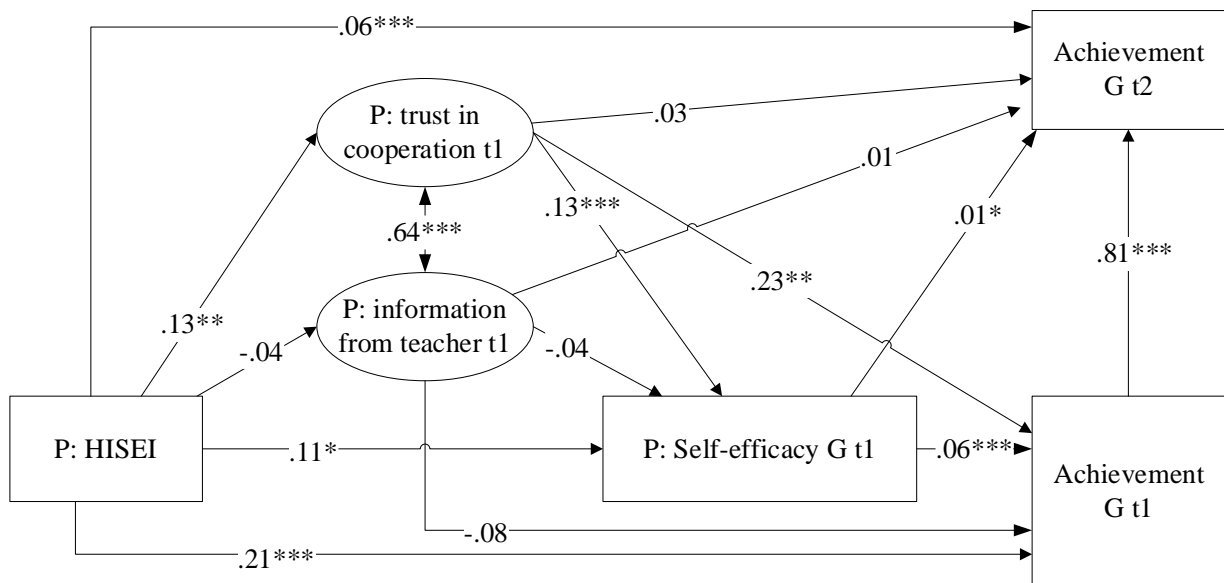 .06***
Achievement
G t2
P: trust in
cooperation t1
.03
.01
.13***
.01*
.64***
.81***
.23**
P: information
from teacher t1
.13**
-.04
-.04
P: HISEI
.11*
P: Self-efficacy G t1
.06***
Achievement
G t1
-.08
.21***